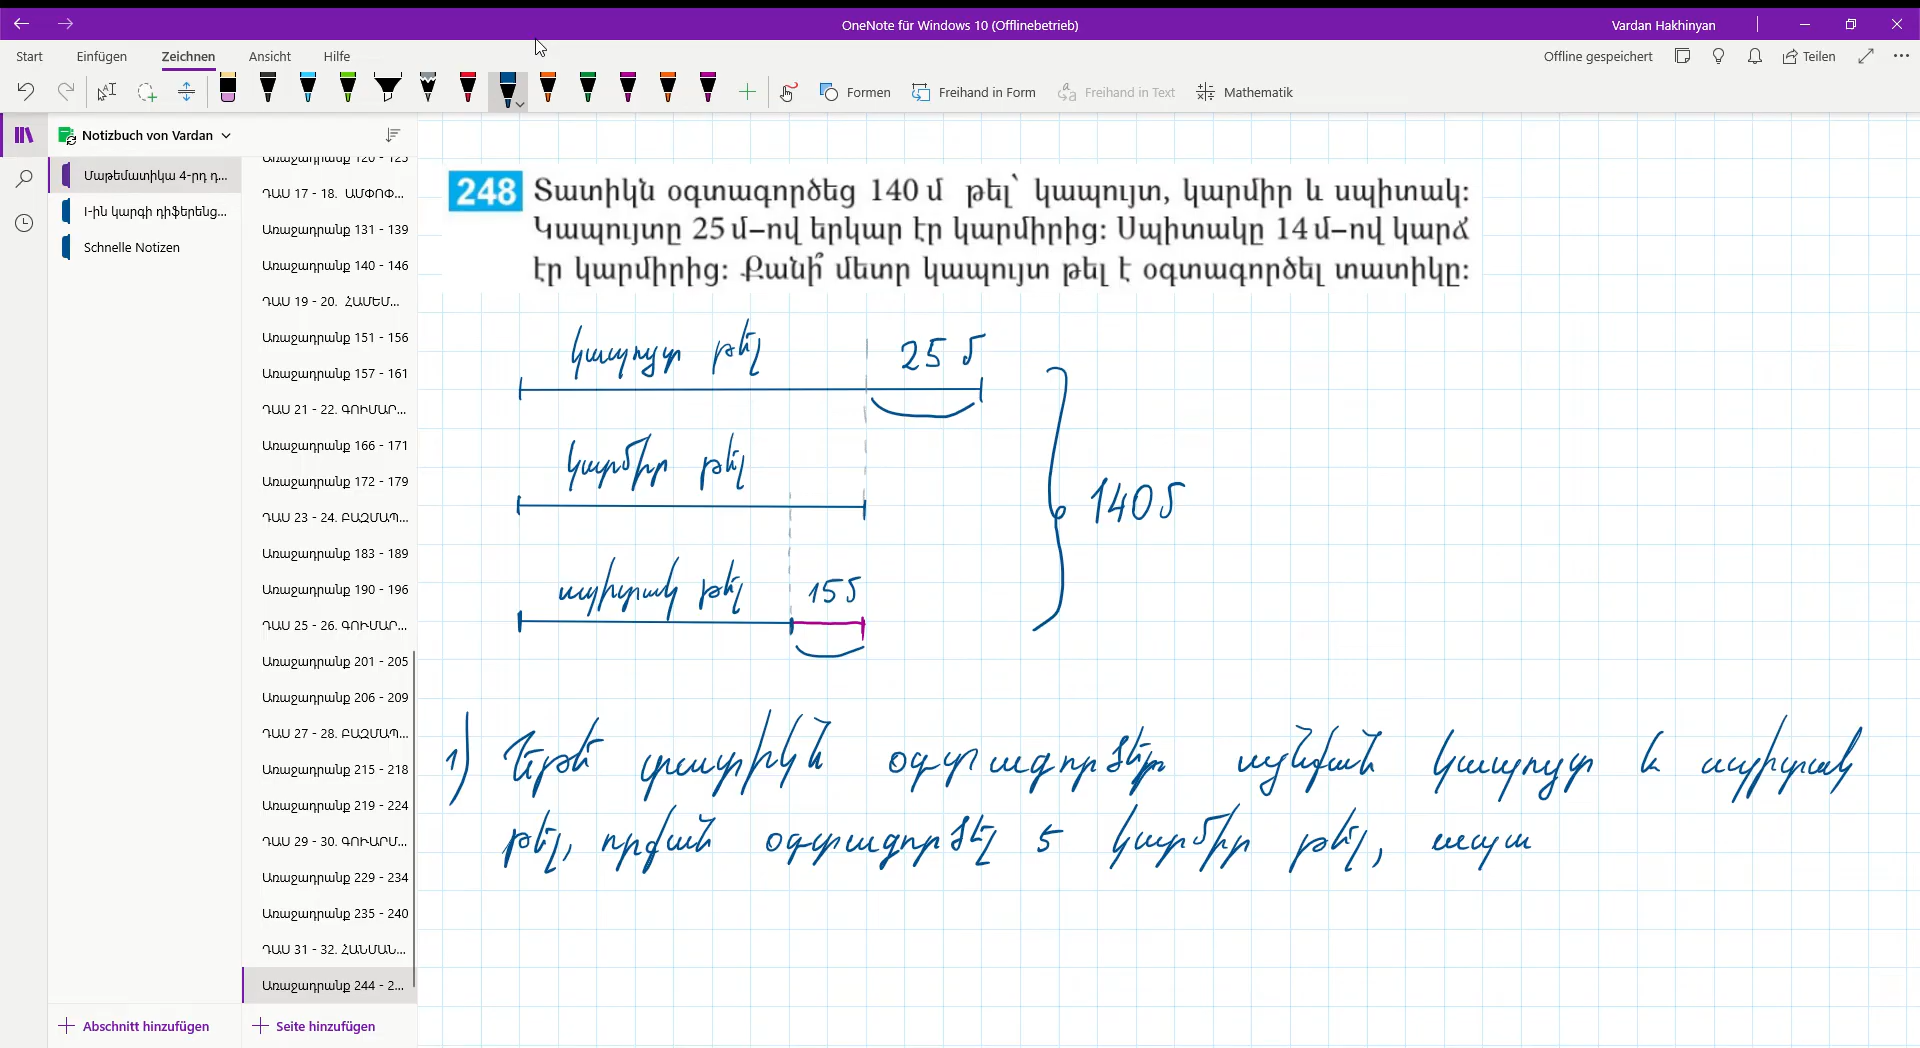 OneNote für Windows 10 (Offlinebetrieb)
Vardan Hakhinyan
Start Einfügen Zeichnen Ansicht Hilfe
Offline gespeichert Teilen
Formen Freihand in Form Freihand in Text Mathematik
Notizbuch von Vardan
Մաթեմատիկա 4-րդ դ...
I-ին կարգի դիֆերենց...
Schnelle Notizen
Առաջադրանք 120 - 125
ԴԱՍ 17 - 18. ԱՄՓՈՓ...
Առաջադրանք 131 - 139
Առաջադրանք 140 - 146
ԴԱՍ 19 - 20. ՀԱՄԵՄ...
Առաջադրանք 151 - 156
Առաջադրանք 157 - 161
ԴԱՍ 21 - 22. ԳՈՒՄԱՐ...
Առաջադրանք 166 - 171
Առաջադրանք 172 - 179
ԴԱՍ 23 - 24. ԲԱԶՄԱՊ...
Առաջադրանք 183 - 189
Առաջադրանք 190 - 196
ԴԱՍ 25 - 26. ԳՈՒՄԱՐ...
Առաջադրանք 201 - 205
Առաջադրանք 206 - 209
ԴԱՍ 27 - 28. ԲԱԶՄԱՊ...
Առաջադրանք 215 - 218
Առաջադրանք 219 - 224
ԴԱՍ 29 - 30. ԳՈՒԱՐՄ...
Առաջադրանք 229 - 234
Առաջադրանք 235 - 240
ԴԱՍ 31 - 32. ՀԱՆՄԱՆ...
Առաջադրանք 244 - 2...
Abschnitt hinzufügen
Seite hinzufügen
248 Տատիկն օգտագործեց 140 մ թել՝ կապույտ, կարմիր և սպիտակ։
Կապույտը 25 մ–ով երկար էր կարմիրից։ Սպիտակը 14 մ–ով կարճ
էր կարմիրից։ Քանի՞ մետր կապույտ թել է օգտագործել տատիկը։
կապույտ թել 25 մ
կարմիր թել
140 մ
սպիտակ թել 15 մ
1) Եթե տատիկն օգտագործեր այնքան կապույտ և սպիտակ
թել, որքան օգտագործել է կարմիր թել, ապա